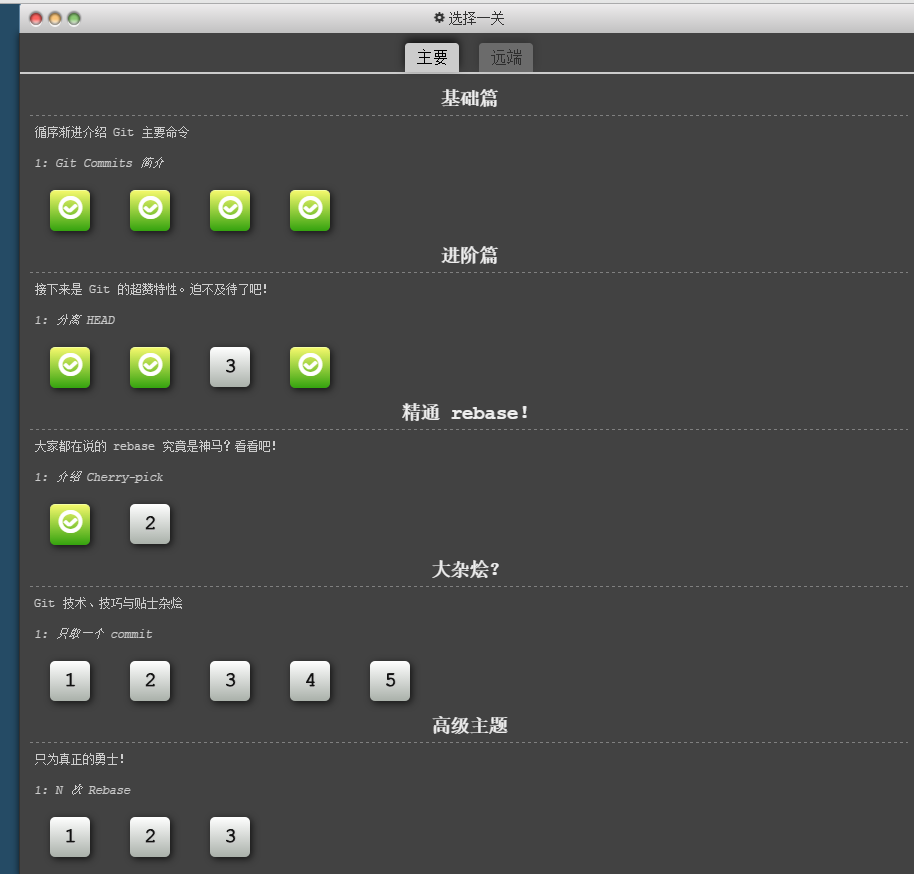 选择一关
主要 远端
基础篇
循序渐进介绍 Git 主要命令
1: Git Commits 简介
进阶篇
接下来是 Git 的超赞特性。迫不及待了吧！
1: 分离 HEAD
3
精通 rebase！
大家都在说的 rebase 究竟是神马？看看吧！
1: 介绍 Cherry-pick
2
大杂烩？
Git 技术、技巧与贴士杂烩
1: 只取一个 commit
1 2 3 4 5
高级主题
只为真正的勇士！
1: N 次 Rebase
1 2 3